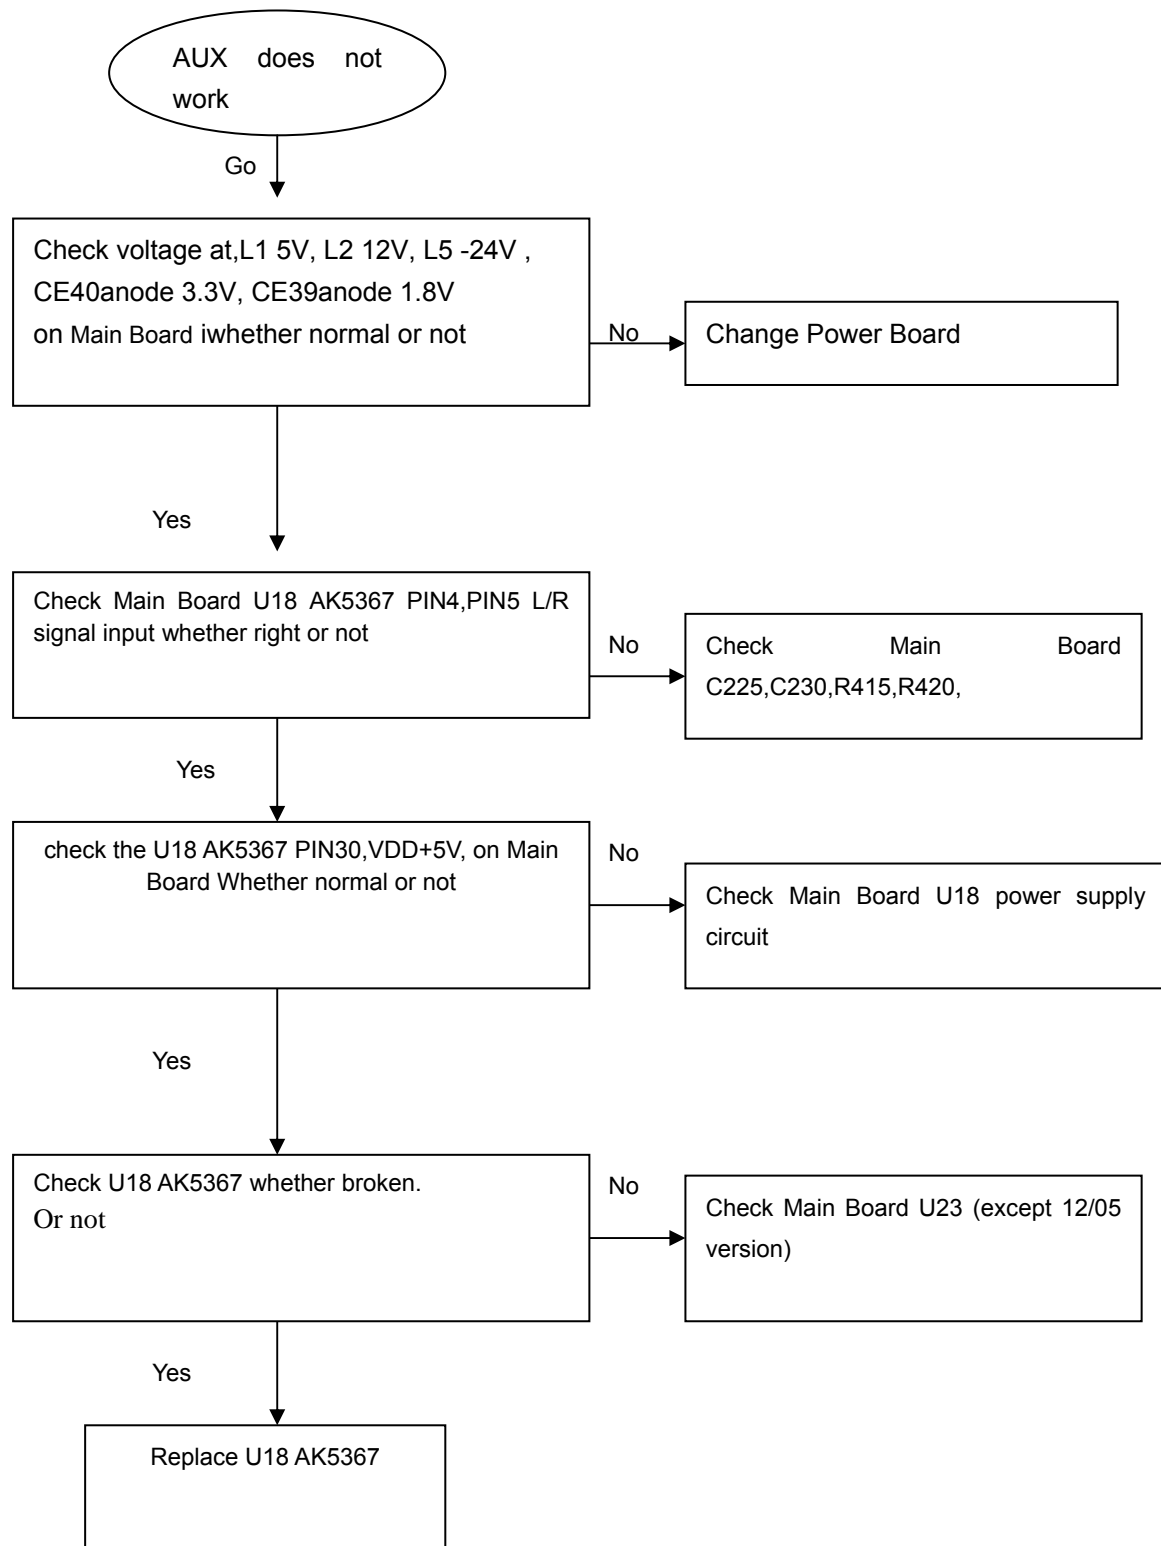 AUX does not
work
Go
Check voltage at,L1 5V, L2 12V, L5 -24V ,
CE40anode 3.3V, CE39anode 1.8V
on Main Board iwhether normal or not
No
Change Power Board
Yes
Check Main Board U18 AK5367 PIN4,PIN5 L/R
signal input whether right or not
No
Check Main Board
C225,C230,R415,R420,
Yes
check the U18 AK5367 PIN30,VDD+5V, on Main
Board Whether normal or not
No
Check Main Board U18 power supply
circuit
Yes
Check U18 AK5367 whether broken.
Or not
No
Check Main Board U23 (except 12/05
version)
Yes
Replace U18 AK5367